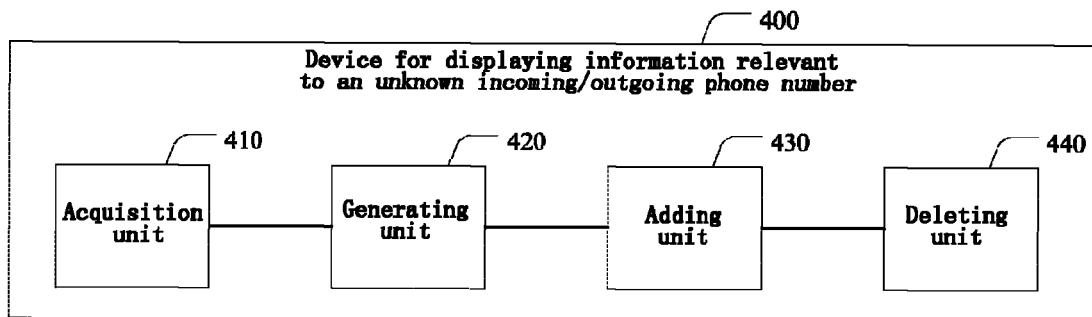 400
Device for displaying information relevant
to an unknown incoming/outgoing phone number
410
420
430
440
Acquisition
unit
Generating
unit
Adding
unit
Deleting
unit